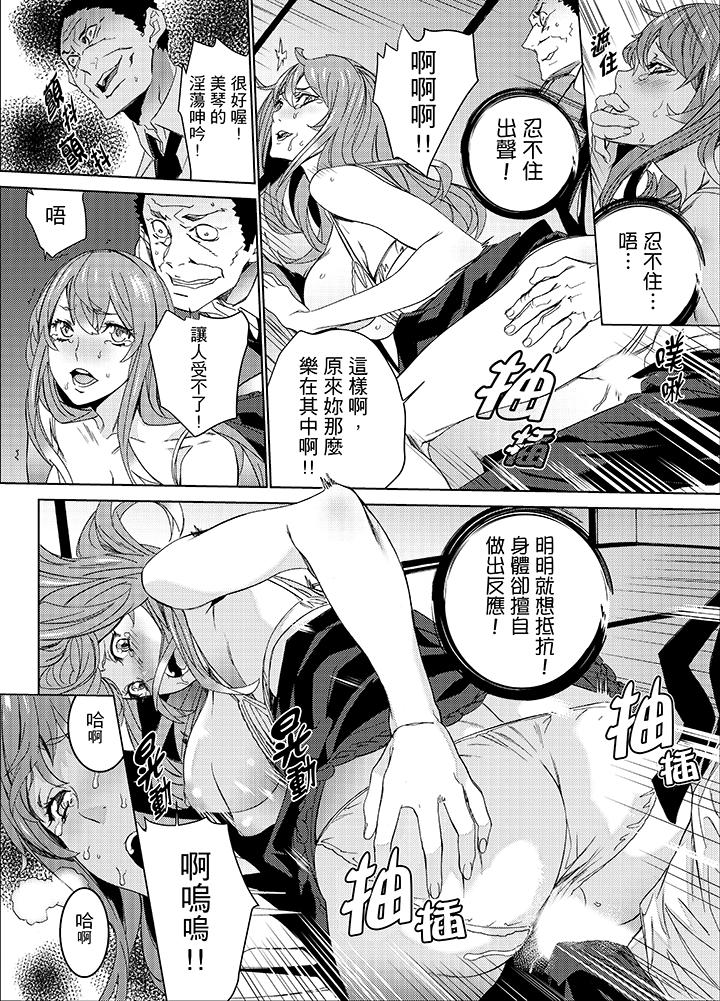 遮住
忍不住…
唔…
噗啾
忍不住
出聲！
啊啊啊！！
抽插
這樣啊，
原來妳那麼
樂在其中啊！！
很好喔！
美琴的
淫蕩呻吟！
顫抖
顫抖
唔
讓人受不了！
明明就想抵抗！
身體卻擅自
做出反應！
抽插
抽插
晃動
晃動
哈啊
啊嗚嗚！！
哈啊